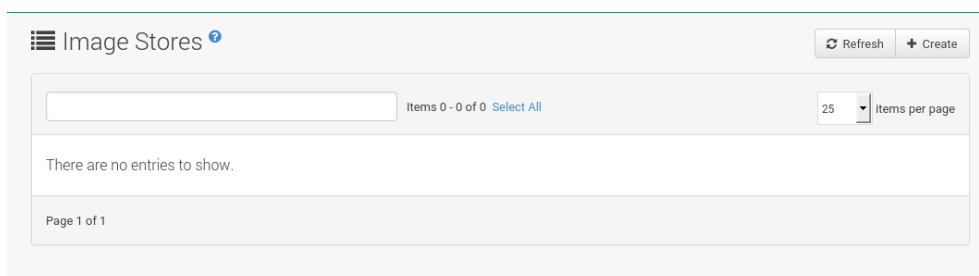 Image Stores ?
Refresh + Create
Items 0 - 0 of 0 Select All
25 items per page
There are no entries to show.
Page 1 of 1